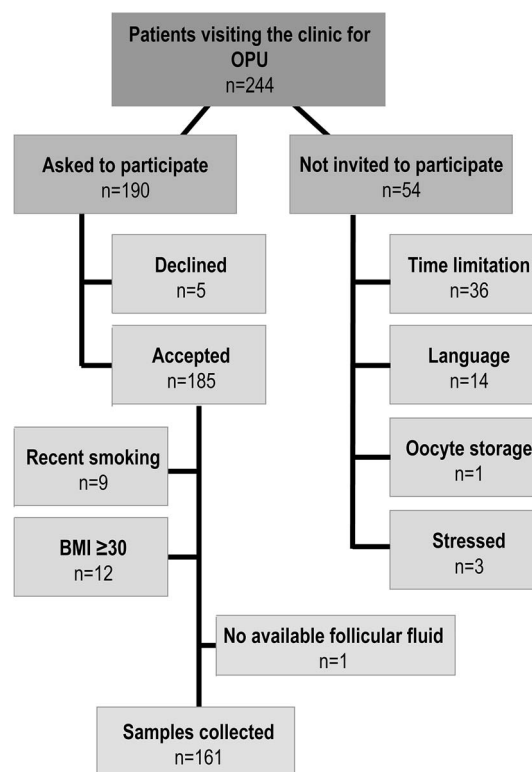 Patients visiting the clinic for
OPU
n=244
Asked to participate
n=190
Not invited to participate
n=54
Declined
n=5
Accepted
n=185
Time limitation
n=36
Language
n=14
Oocyte storage
n=1
Stressed
n=3
Recent smoking
n=9
BMI ≥30
n=12
No available follicular fluid
n=1
Samples collected
n=161